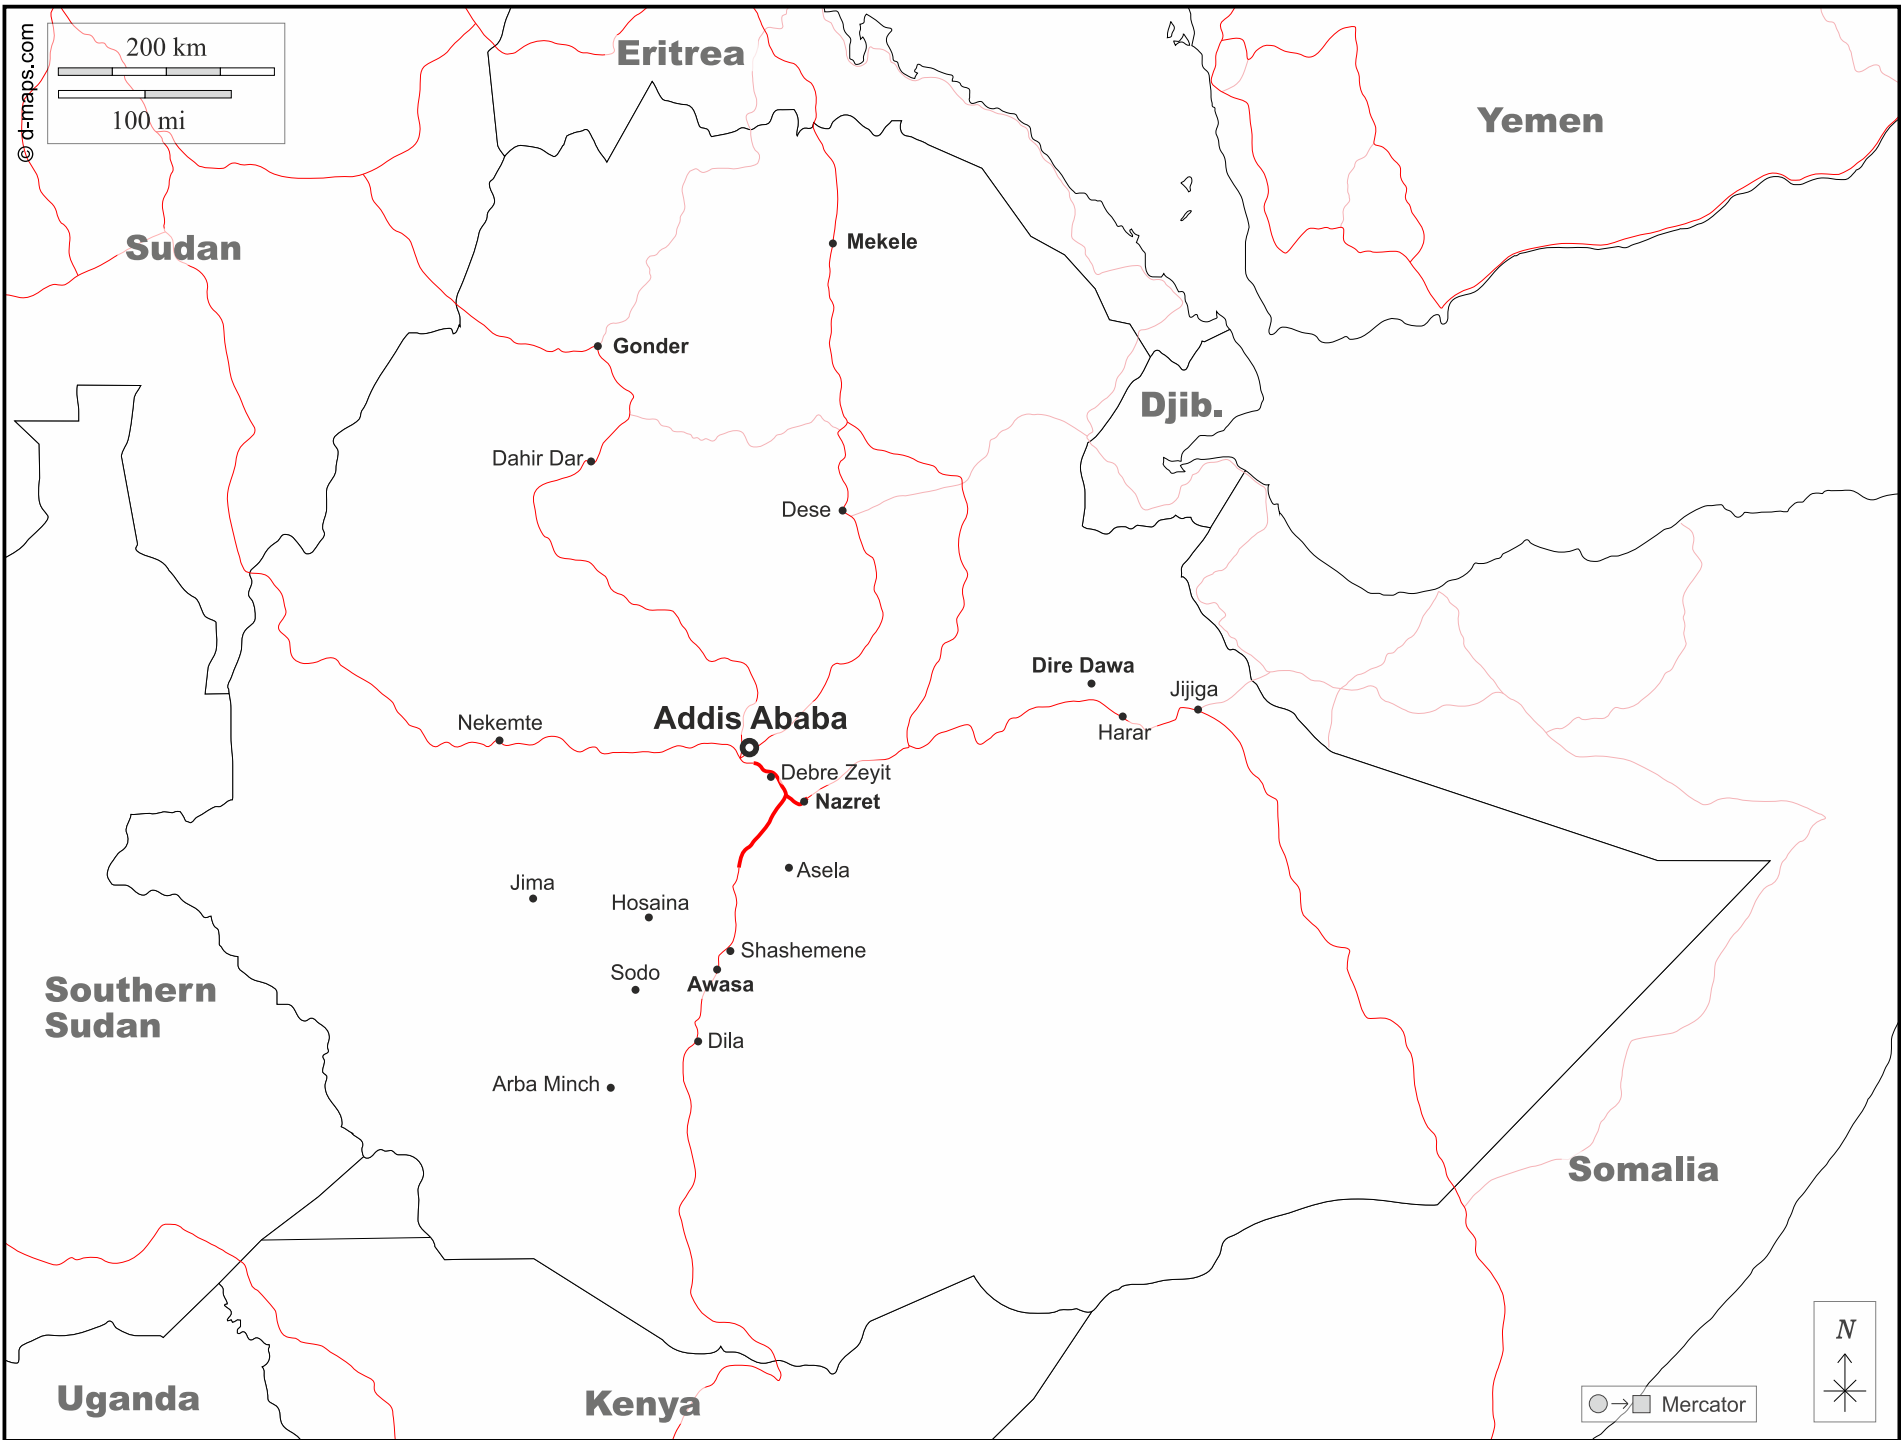 © d-maps.com
200 km
100 mi
Eritrea
Yemen
Sudan
Mekele
Gonder
Djib.
Dahir Dar
Dese
Dire Dawa
Jijiga
Addis Ababa
Nekemte
Harar
Debre Zeyit
Nazret
Asela
Jima
Hosaina
Shashemene
Sodo
Awasa
Southern
Sudan
Dila
Arba Minch
Somalia
N
Uganda
Kenya
Mercator